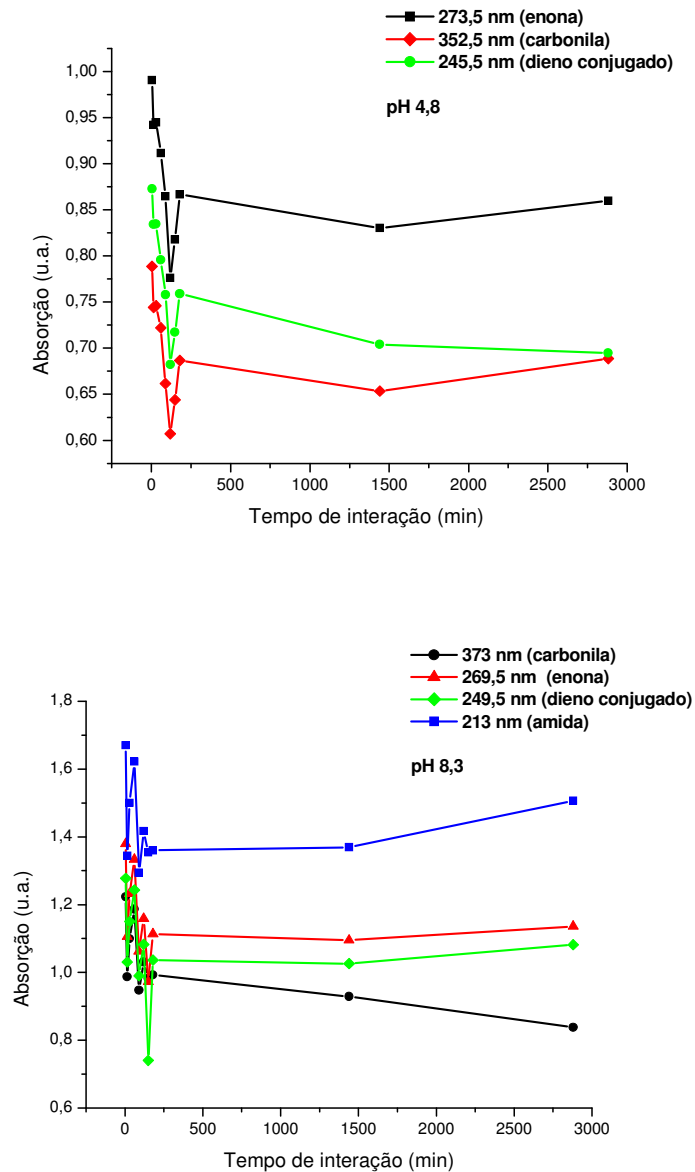 273,5 nm (enona)
352,5 nm (carbonila)
245,5 nm (dieno conjugado)
pH 4,8
1,00
0,95
0,90
0,85
0,80
0,75
0,70
0,65
0,60
Absorção (u.a.)
0 500 1000 1500 2000 2500 3000
Tempo de interação (min)
373 nm (carbonila)
269,5 nm (enona)
249,5 nm (dieno conjugado)
213 nm (amida)
pH 8,3
1,8
1,6
1,4
1,2
1,0
0,8
0,6
Absorção (u.a.)
0 500 1000 1500 2000 2500 3000
Tempo de interação (min)